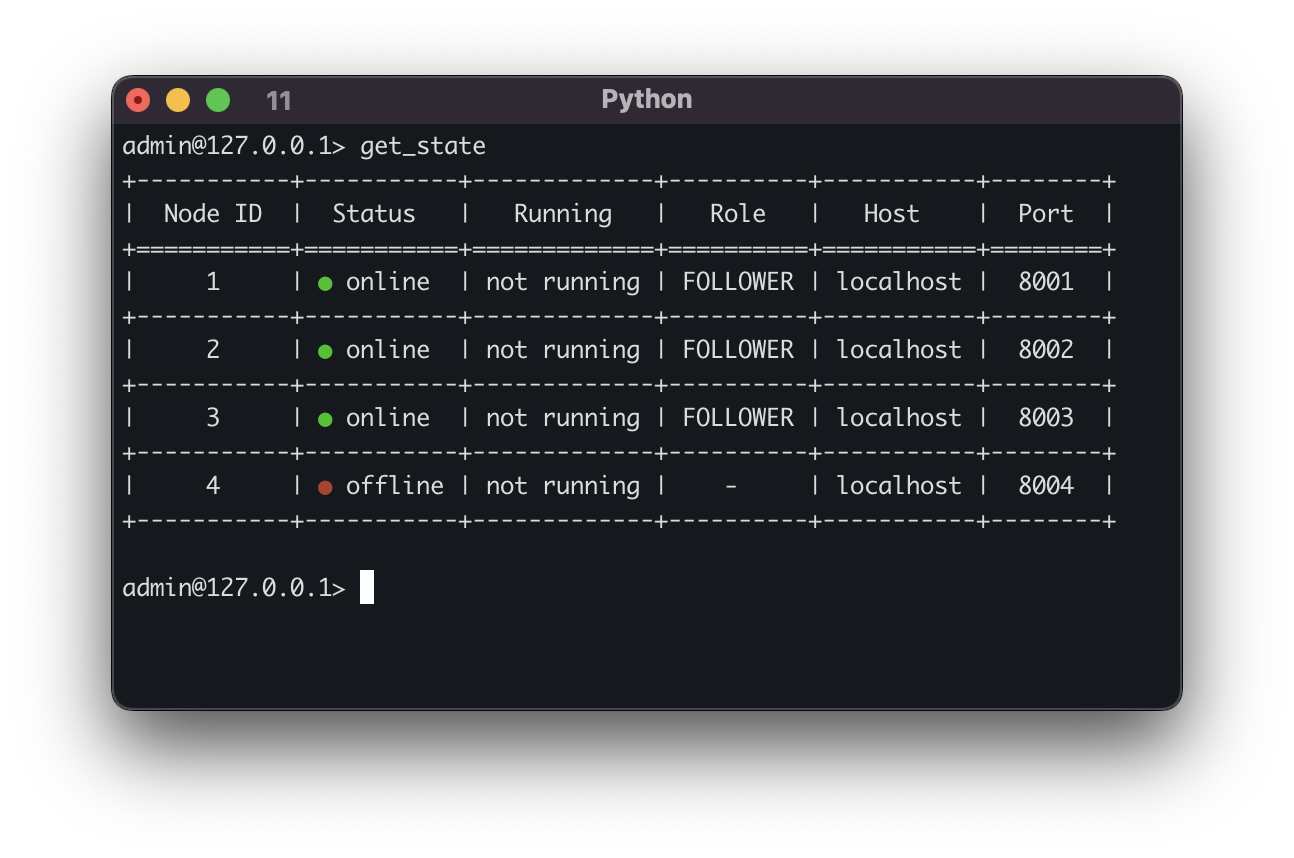 11 Python
admin@127.0.0.1> get_state
+-----------+-----------+-------------+----------+-----------+--------+
|  Node ID  |  Status   |   Running   |   Role   |   Host    |  Port  |
+===========+===========+=============+==========+===========+========+
|     1     | ● online  | not running | FOLLOWER | localhost |  8001  |
+-----------+-----------+-------------+----------+-----------+--------+
|     2     | ● online  | not running | FOLLOWER | localhost |  8002  |
+-----------+-----------+-------------+----------+-----------+--------+
|     3     | ● online  | not running | FOLLOWER | localhost |  8003  |
+-----------+-----------+-------------+----------+-----------+--------+
|     4     | ● offline | not running |    -     | localhost |  8004  |
+-----------+-----------+-------------+----------+-----------+--------+
admin@127.0.0.1>